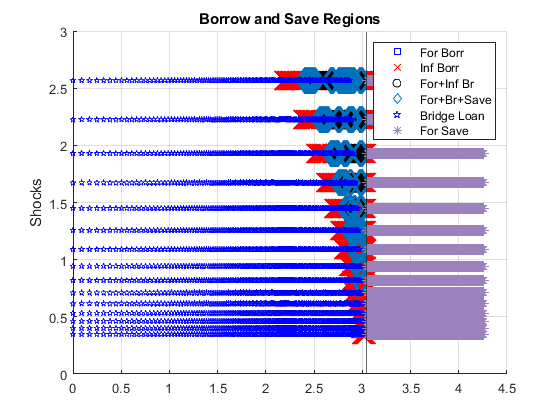 Borrow and Save Regions
3
2.5
2
1.5
1
0.5
0
Shocks
For Borr
Inf Borr
For+Inf Br
For+Br+Save
Bridge Loan
For Save
0 0.5 1 1.5 2 2.5 3 3.5 4 4.5